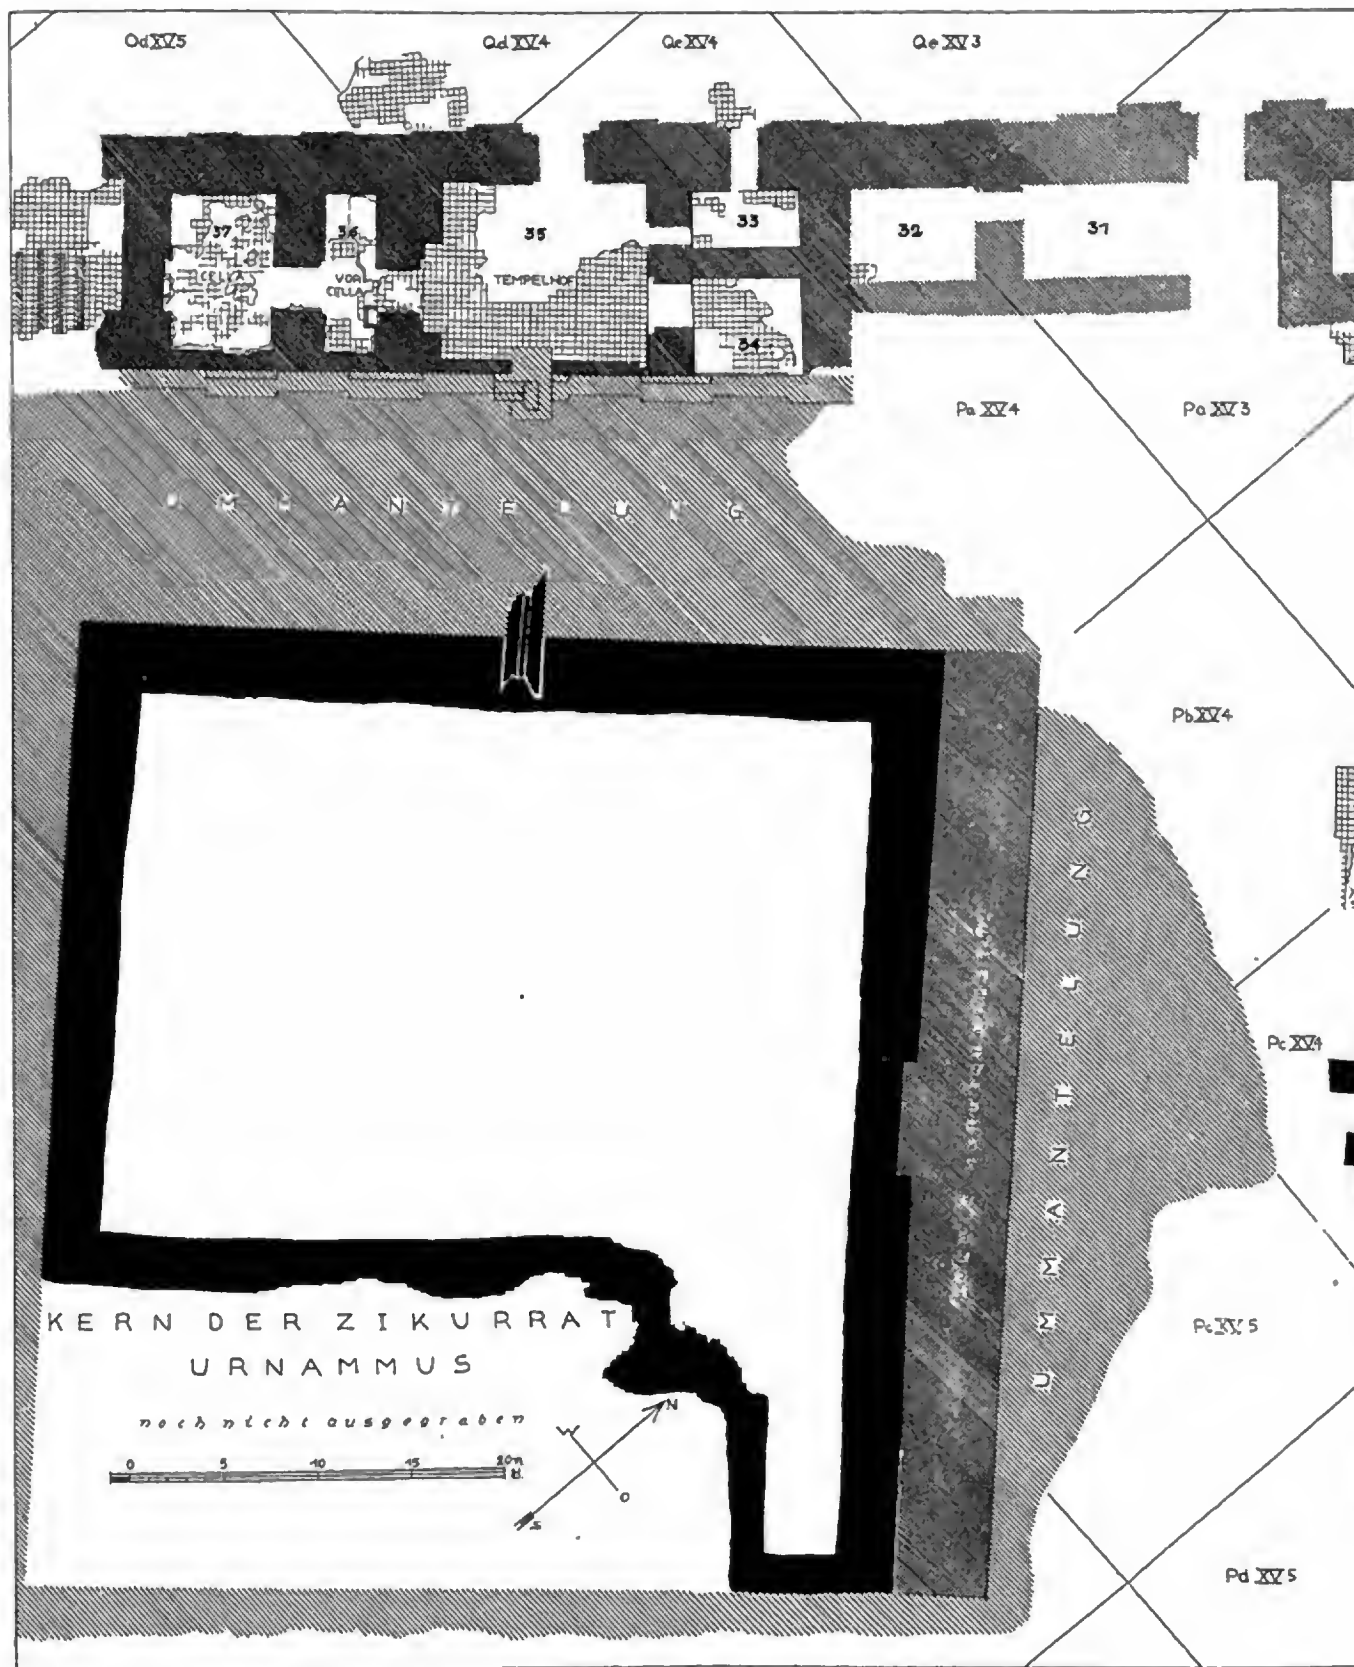 Qd XV 5
Qd XV 4
Qe XV 4
Qe XV 3
37
CELLA
36
VOR
CELLA
35
TEMPELHOF
33
34
32
31
Pa XV 4
Pa XV 3
UMMANTELUNG
Pb XV 4
UMMANTELUNG
Pc XV 4
KERN DER ZIKURRAT
URNAMMUS
noch nicht ausgegraben
0 5 10 15 20m
N
W
O
S
Pc XV 5
Pd XV 5